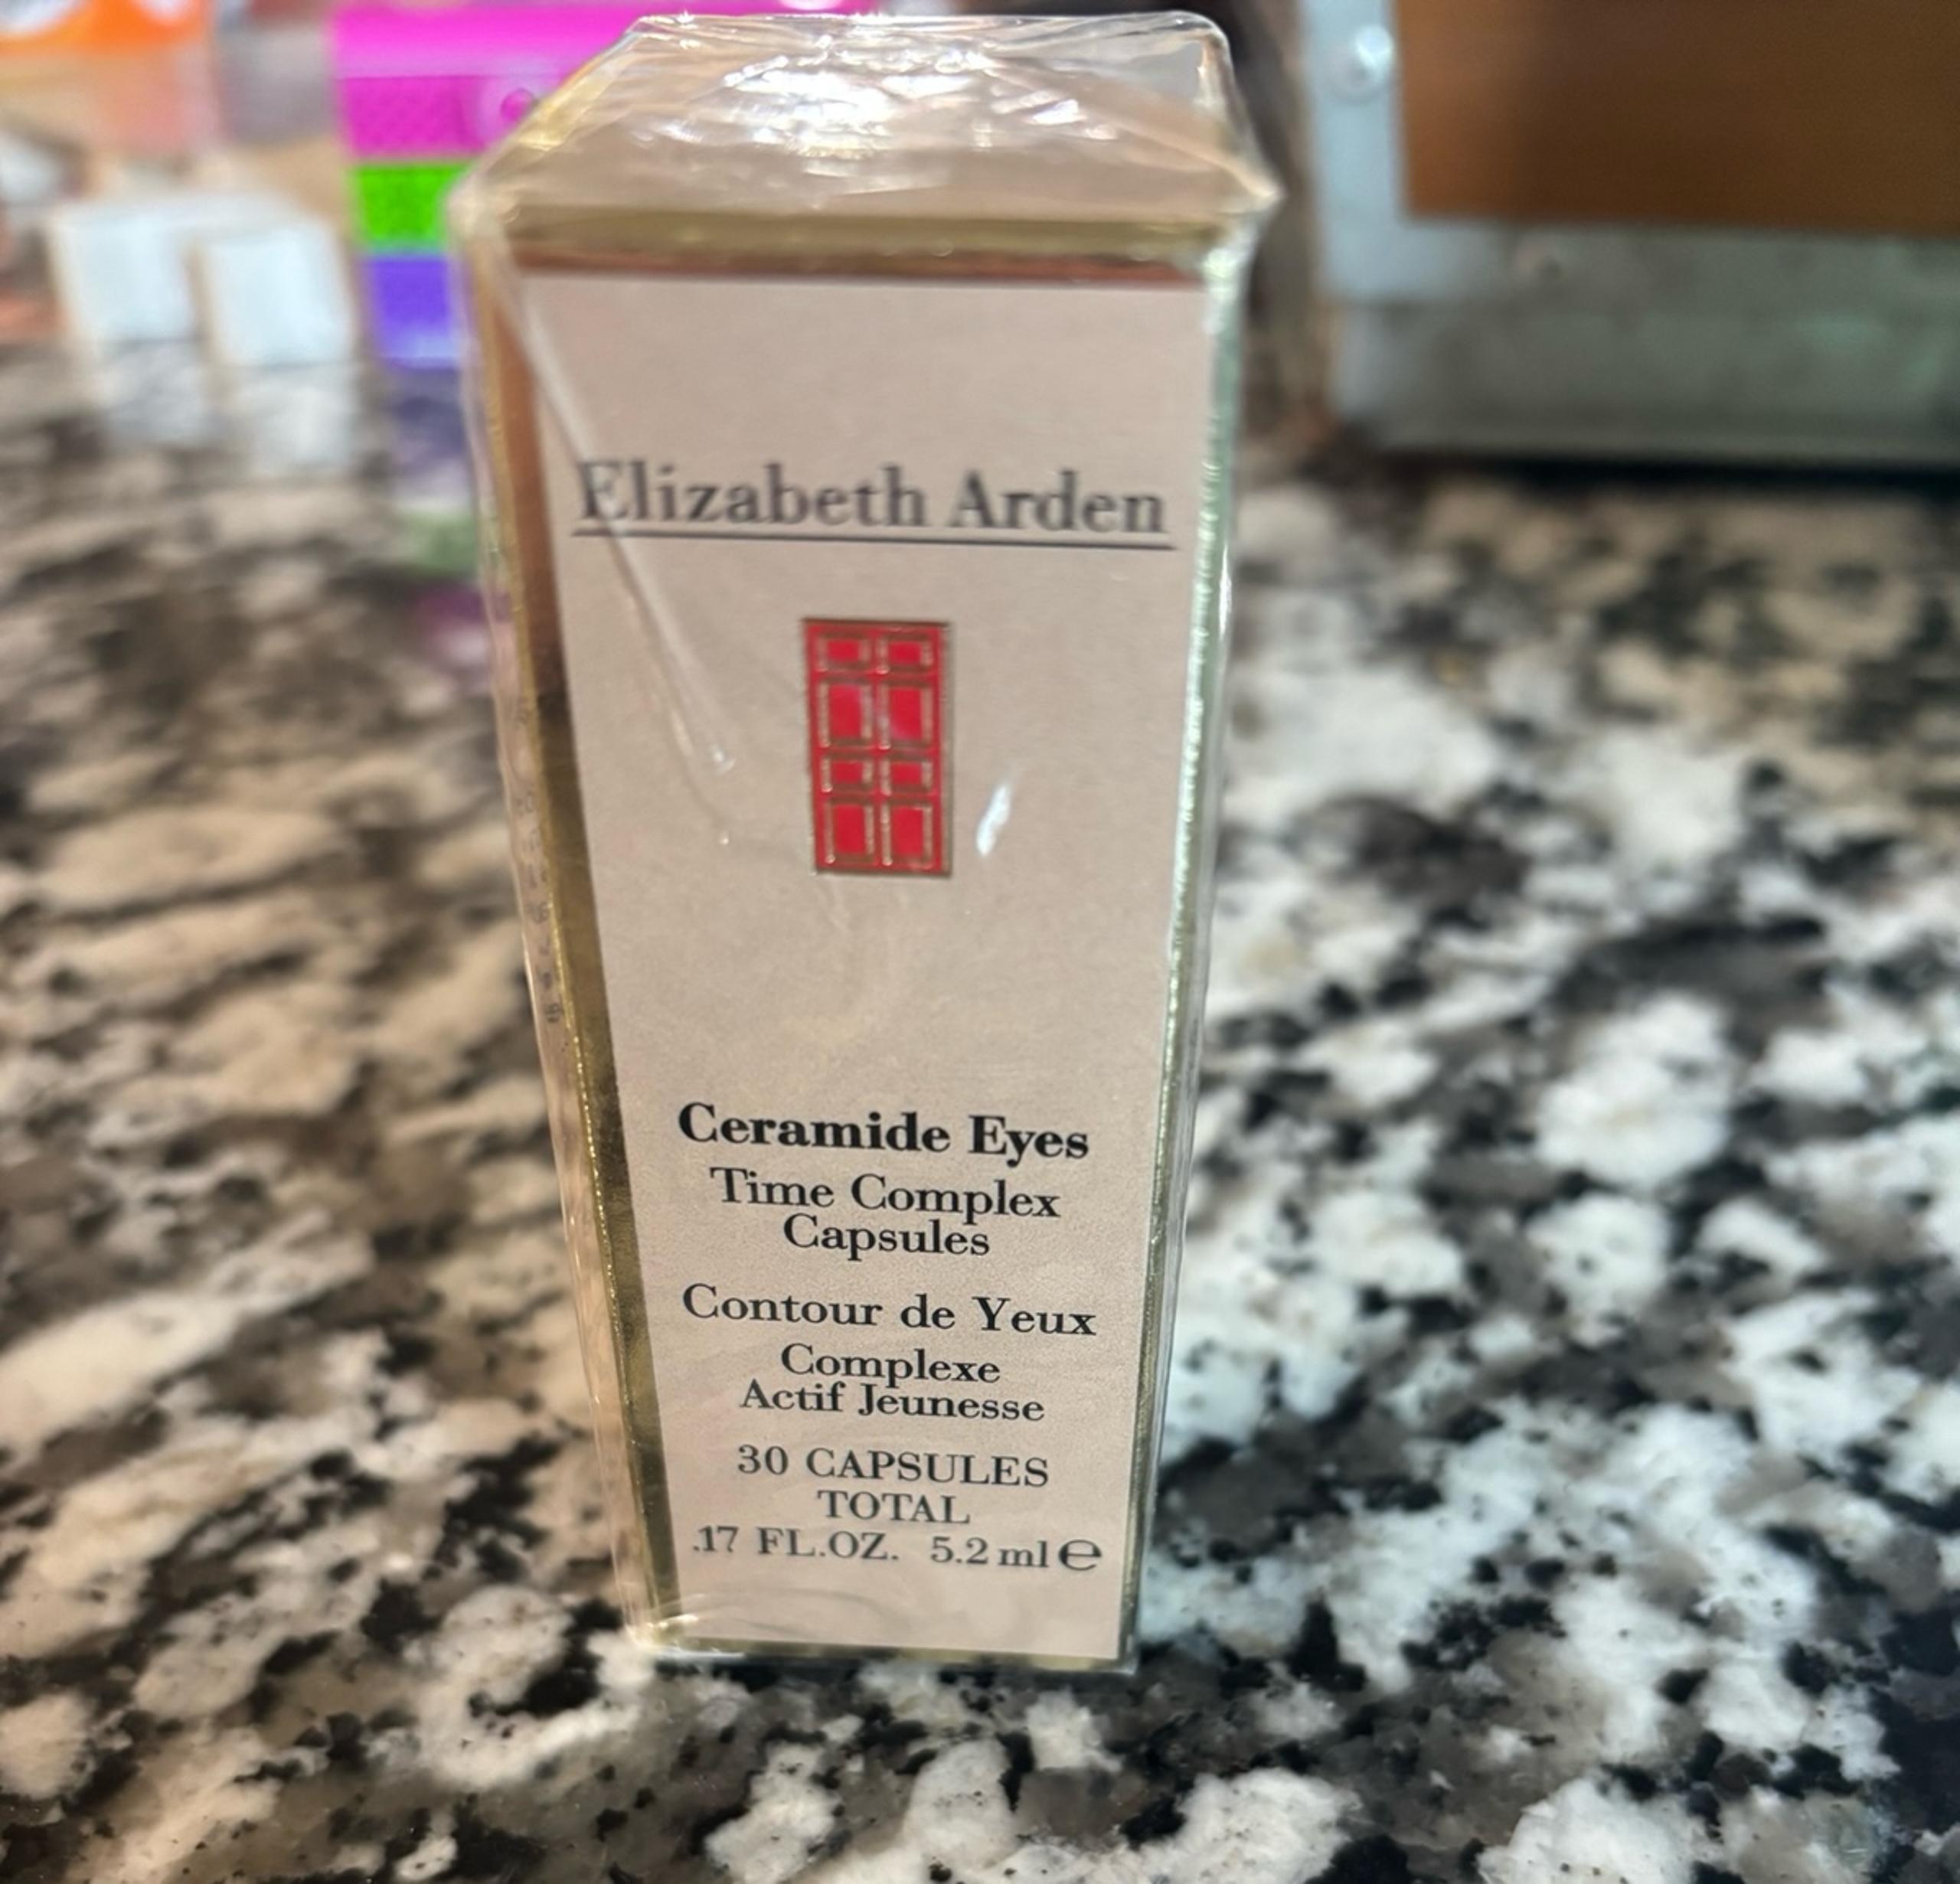 Elizabeth Arden
Ceramide Eyes
Time Complex
Capsules
Contour de Yeux
Complexe
Actif Jeunesse
30 CAPSULES
TOTAL
.17 FL.OZ. 5.2 ml ℮